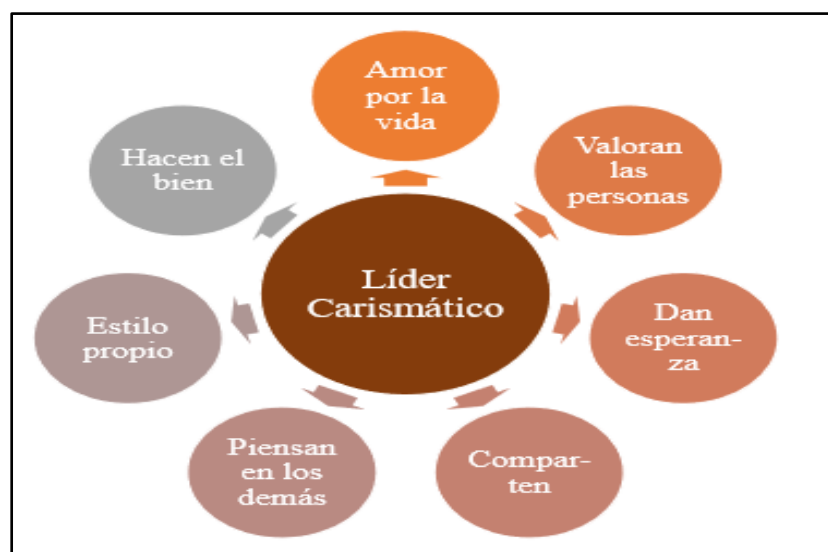 Amor
por la
vida
Valoran
las
personas
Dan
esperan-
za
Compar-
ten
Piensan
en los
demás
Estilo
propio
Hacen el
bien
Líder
Carismático